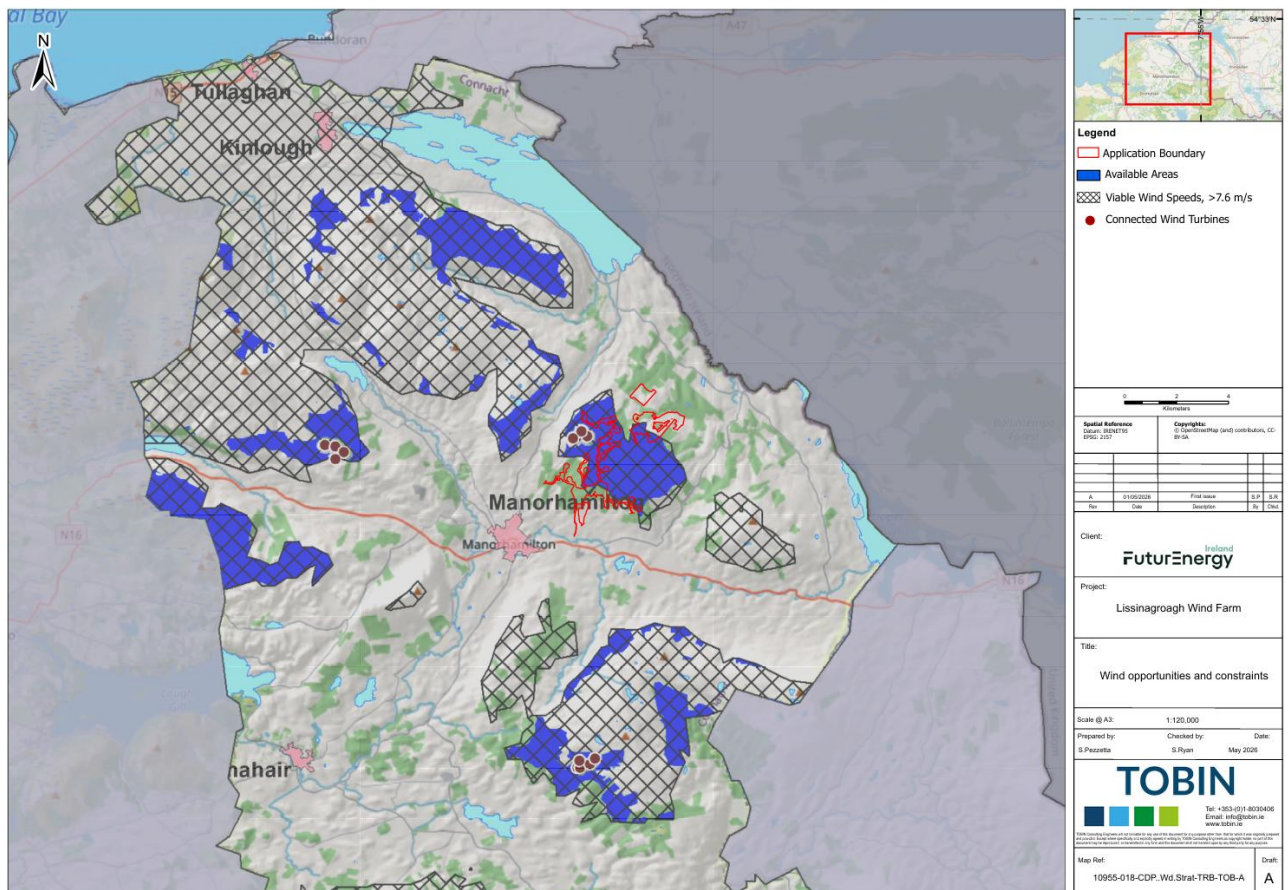 al Bay
N
Bundoran
A47
N15
Tullaghan
Connacht
Kinlough
Manorhamilton
Manorhamilton
N16
N16
nahair
54°33'N
7°55'W
Legend
Application Boundary
Available Areas
Viable Wind Speeds, >7.6 m/s
Connected Wind Turbines
0 2 4
Kilometers
Spatial Reference
Datum: IRENET95
EPSG: 2157
Copyrights:
© OpenStreetMap (and) contributors, CC-
BY-SA
A 01/05/2026 First issue S.P S.R
Rev Date Description By Chkd
Client:
FuturEnergy
Ireland
Project:
Lissinagroagh Wind Farm
Title:
Wind opportunities and constraints
Scale @ A3: 1:120,000
Prepared by: Checked by: Date:
S.Pezzetta S.Ryan May 2026
TOBIN
Tel: +353-(0)1-8030406
Email: info@tobin.ie
www.tobin.ie
Map Ref: Draft:
10955-018-CDP..Wd.Strat-TRB-TOB-A A